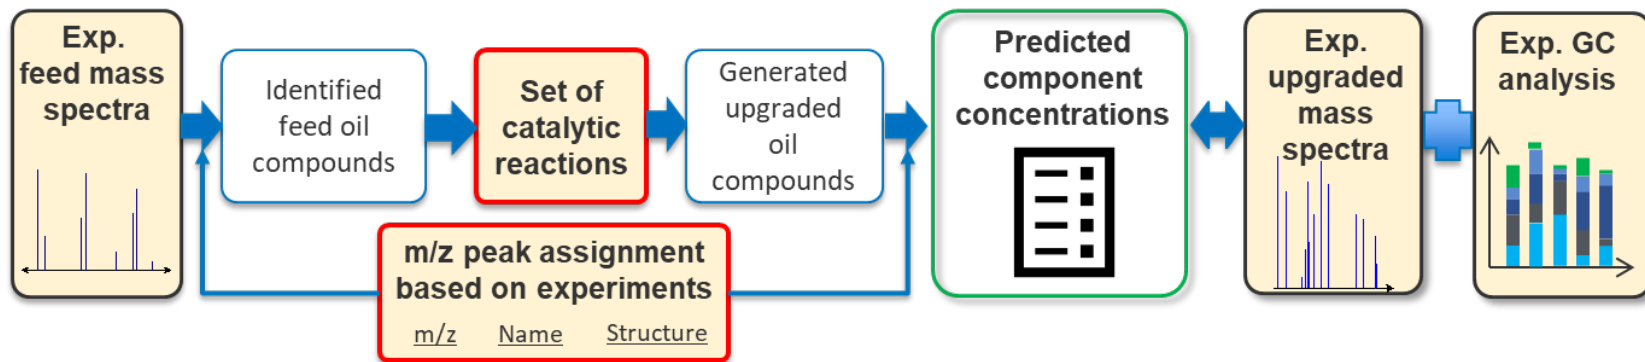 Exp.
feed mass
spectra
Identified
feed oil
compounds
Set of
catalytic
reactions
Generated
upgraded
oil
compounds
Predicted
component
concentrations
Exp.
upgraded
mass
spectra
Exp. GC
analysis
m/z peak assignment
based on experiments
m/z Name Structure